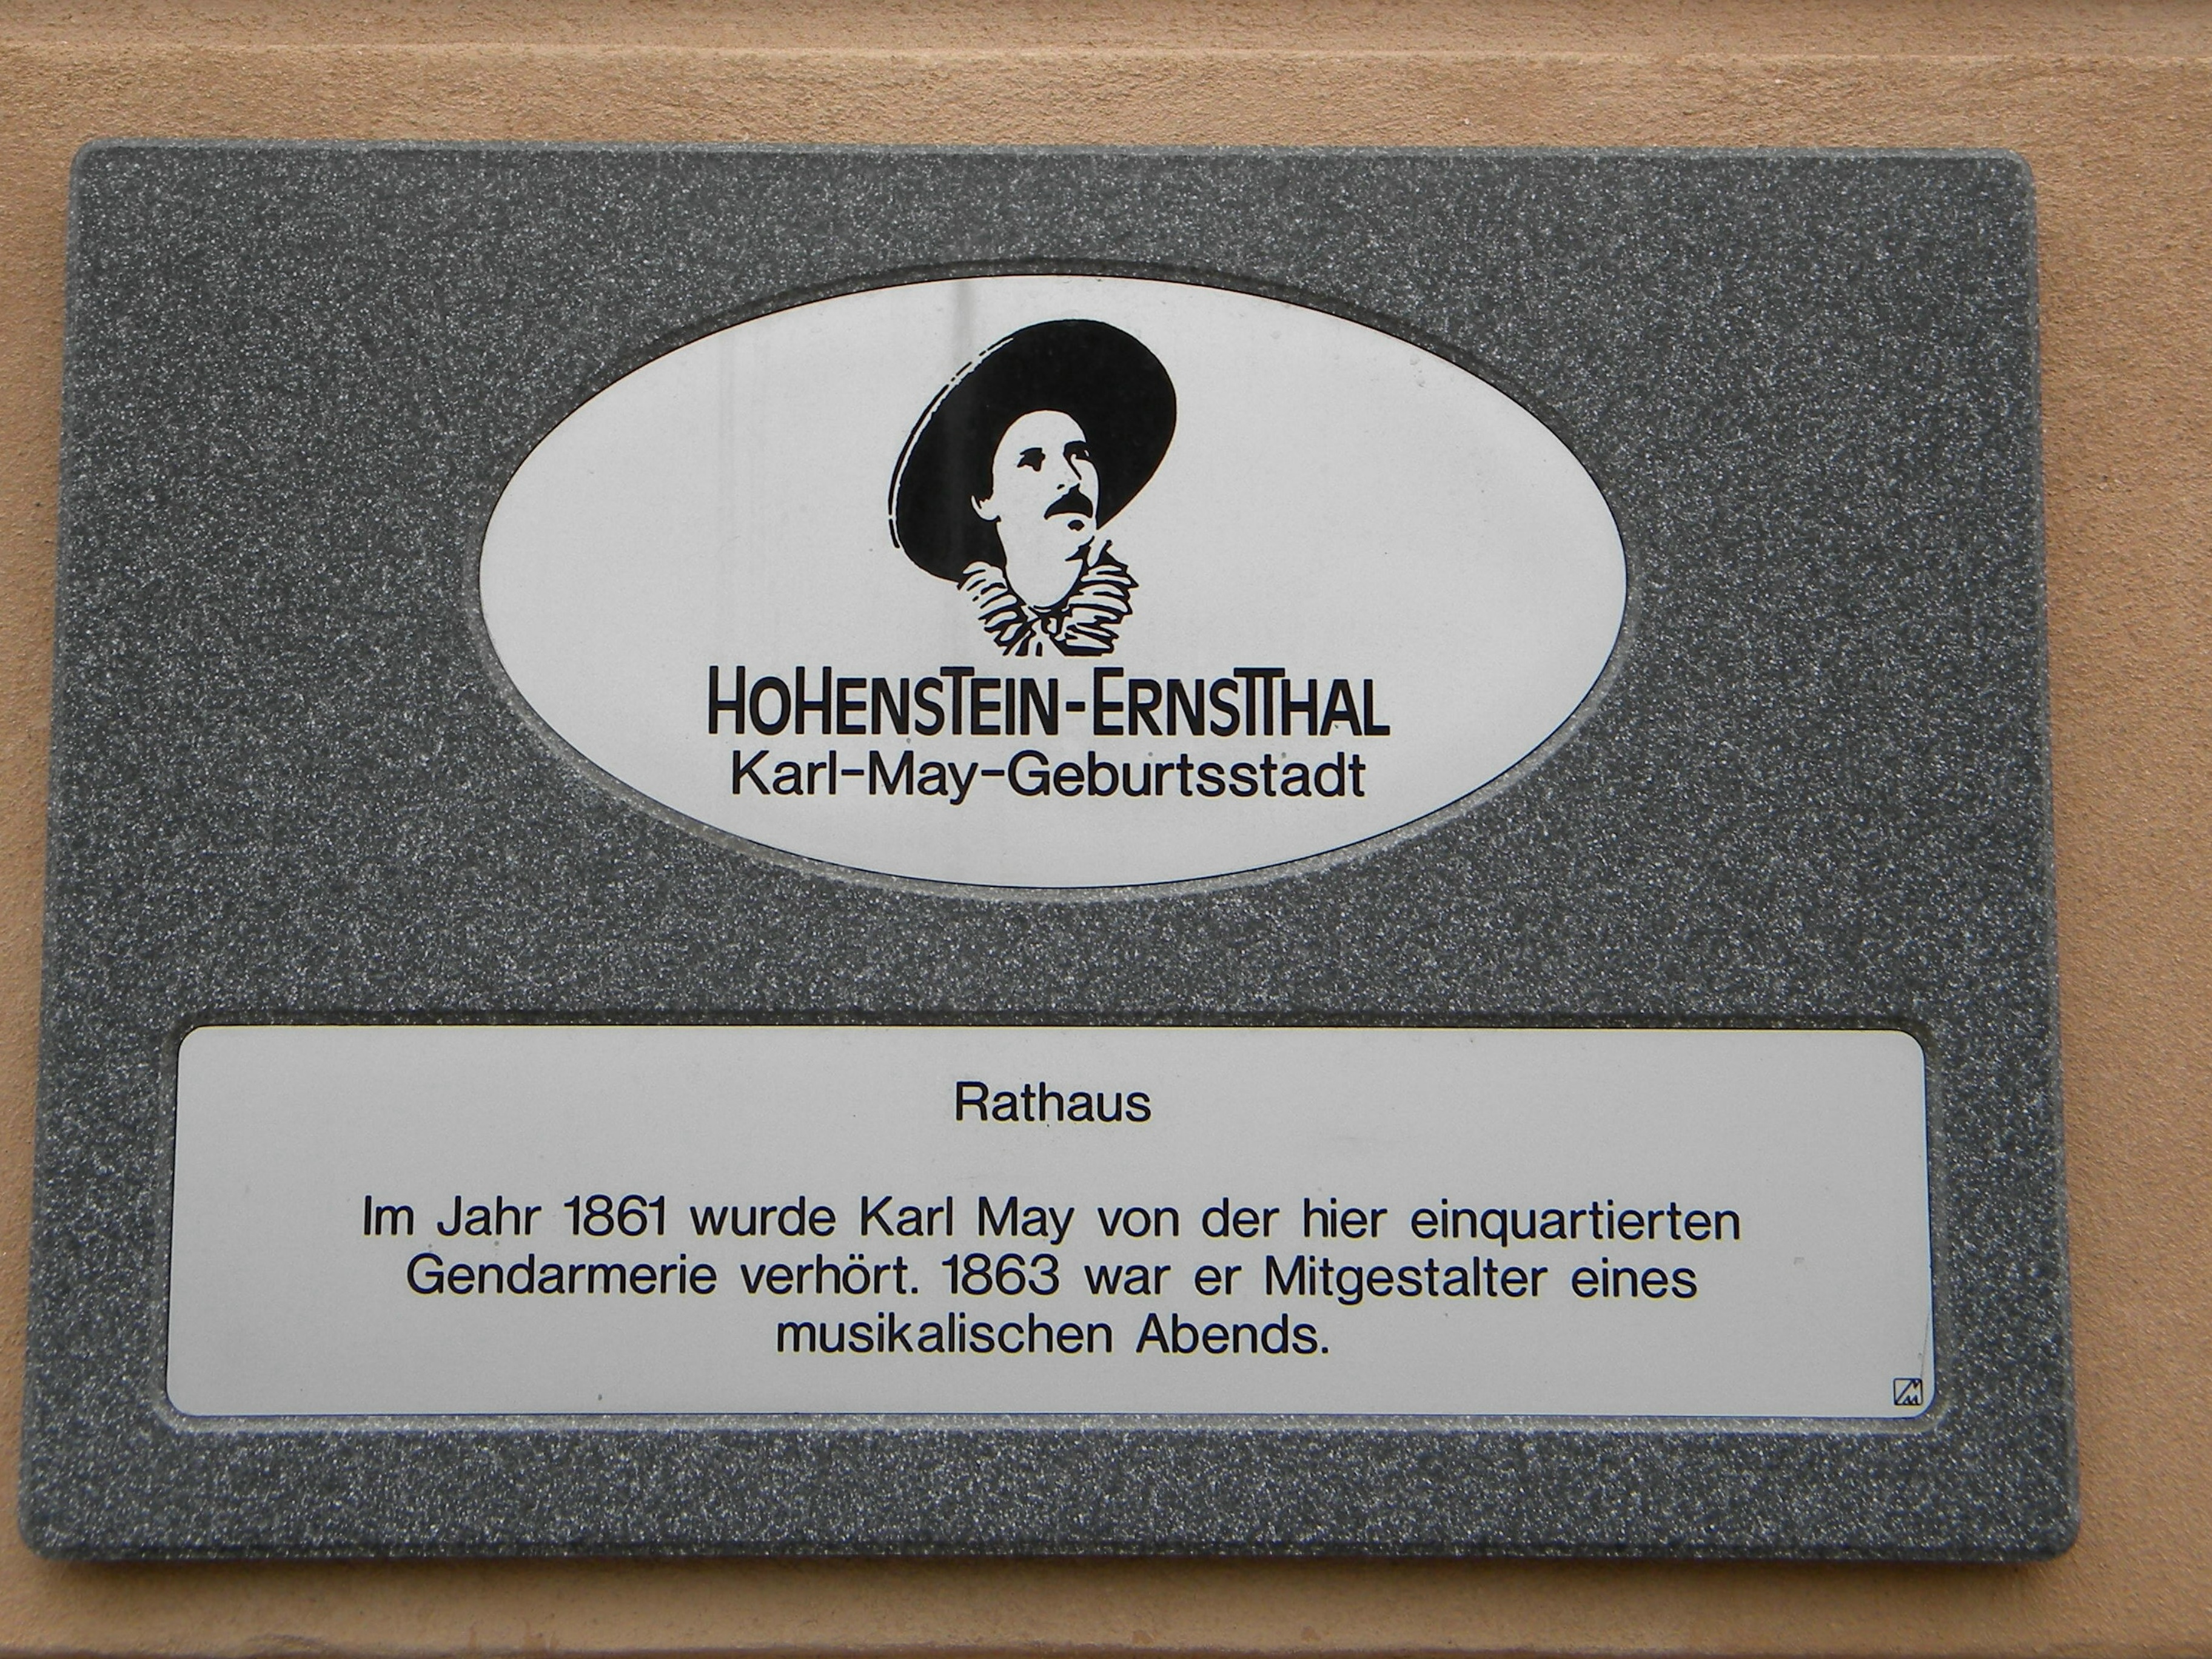 HOHENSTEIN-ERNSTTHAL
Karl-May-Geburtsstadt
Rathaus
Im Jahr 1861 wurde Karl May von der hier einquartierten
Gendarmerie verhört. 1863 war er Mitgestalter eines
musikalischen Abends.